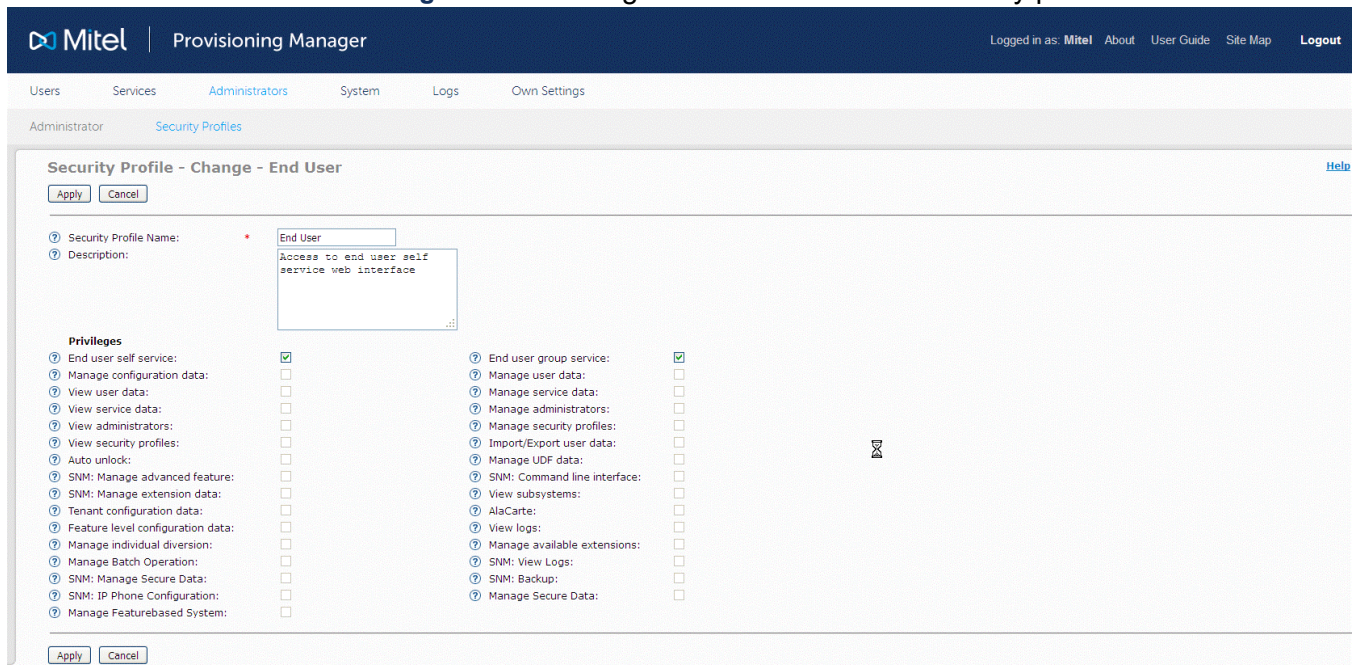 Mitel | Provisioning Manager Logged in as: Mitel About User Guide Site Map Logout
Users Services Administrators System Logs Own Settings
Administrator Security Profiles
Security Profile - Change - End User Help
Apply Cancel
Security Profile Name: * End User
Description: Access to end user self
service web interface
Privileges
End user self service: End user group service:
Manage configuration data: Manage user data:
View user data: Manage service data:
View service data: Manage administrators:
View administrators: Manage security profiles:
View security profiles: Import/Export user data:
Auto unlock: Manage UDF data:
SNM: Manage advanced feature: SNM: Command line interface:
SNM: Manage extension data: View subsystems:
Tenant configuration data: AlaCarte:
Feature level configuration data: View logs:
Manage individual diversion: Manage available extensions:
Manage Batch Operation: SNM: View Logs:
SNM: Manage Secure Data: SNM: Backup:
SNM: IP Phone Configuration: Manage Secure Data:
Manage Featurebased System:
Apply Cancel